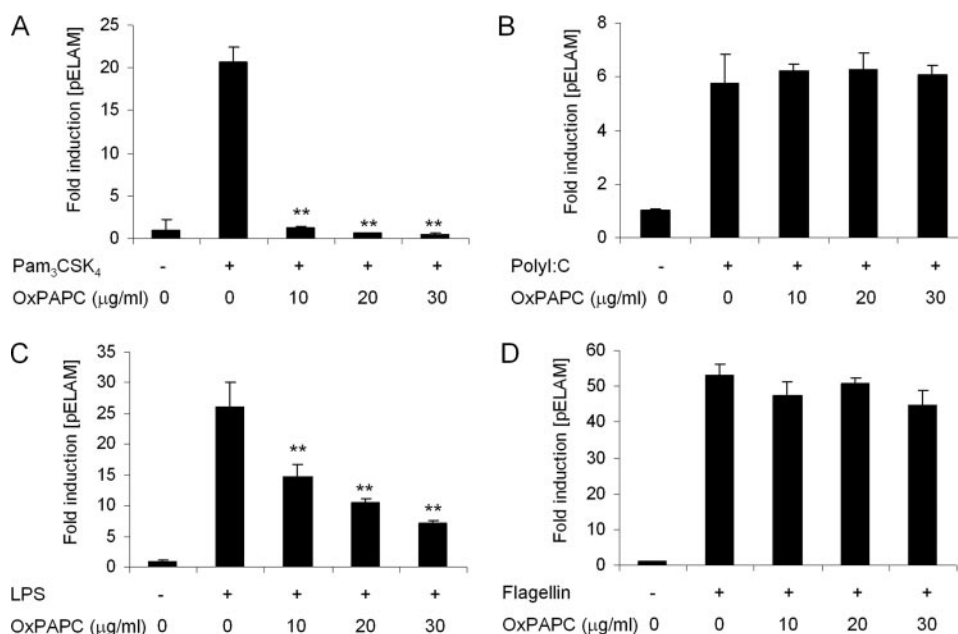 A
Fold induction [pELAM]
25
20
15
10
5
0
** ** **
Pam₃CSK₄ - + + + +
OxPAPC (μg/ml) 0 0 10 20 30
B
Fold induction [pELAM]
8
6
4
2
0
PolyI:C - + + + +
OxPAPC (μg/ml) 0 0 10 20 30
C
Fold induction [pELAM]
35
30
25
20
15
10
5
0
**
**
**
LPS - + + + +
OxPAPC (μg/ml) 0 0 10 20 30
D
Fold induction [pELAM]
60
50
40
30
20
10
0
Flagellin - + + + +
OxPAPC (μg/ml) 0 0 10 20 30